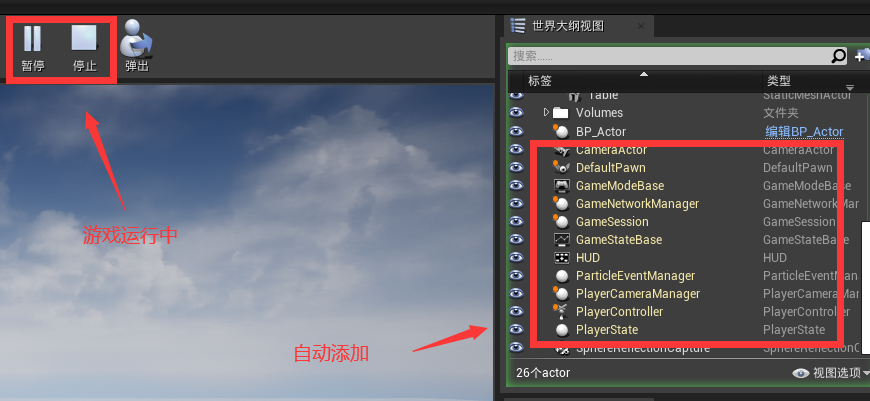 暂停 停止 弹出
游戏运行中
自动添加
世界大纲视图
搜索……
标签 类型
Table StaticMeshActor
Volumes 文件夹
BP_Actor 编辑BP_Actor
CameraActor CameraActor
DefaultPawn DefaultPawn
GameModeBase GameModeBase
GameNetworkManager GameNetworkMan
GameSession GameSession
GameStateBase GameStateBase
HUD HUD
ParticleEventManager ParticleEventMana
PlayerCameraManager PlayerCameraMan
PlayerController PlayerController
PlayerState PlayerState
SphereReflectionCapture SphereReflectionC
26个actor 视图选项